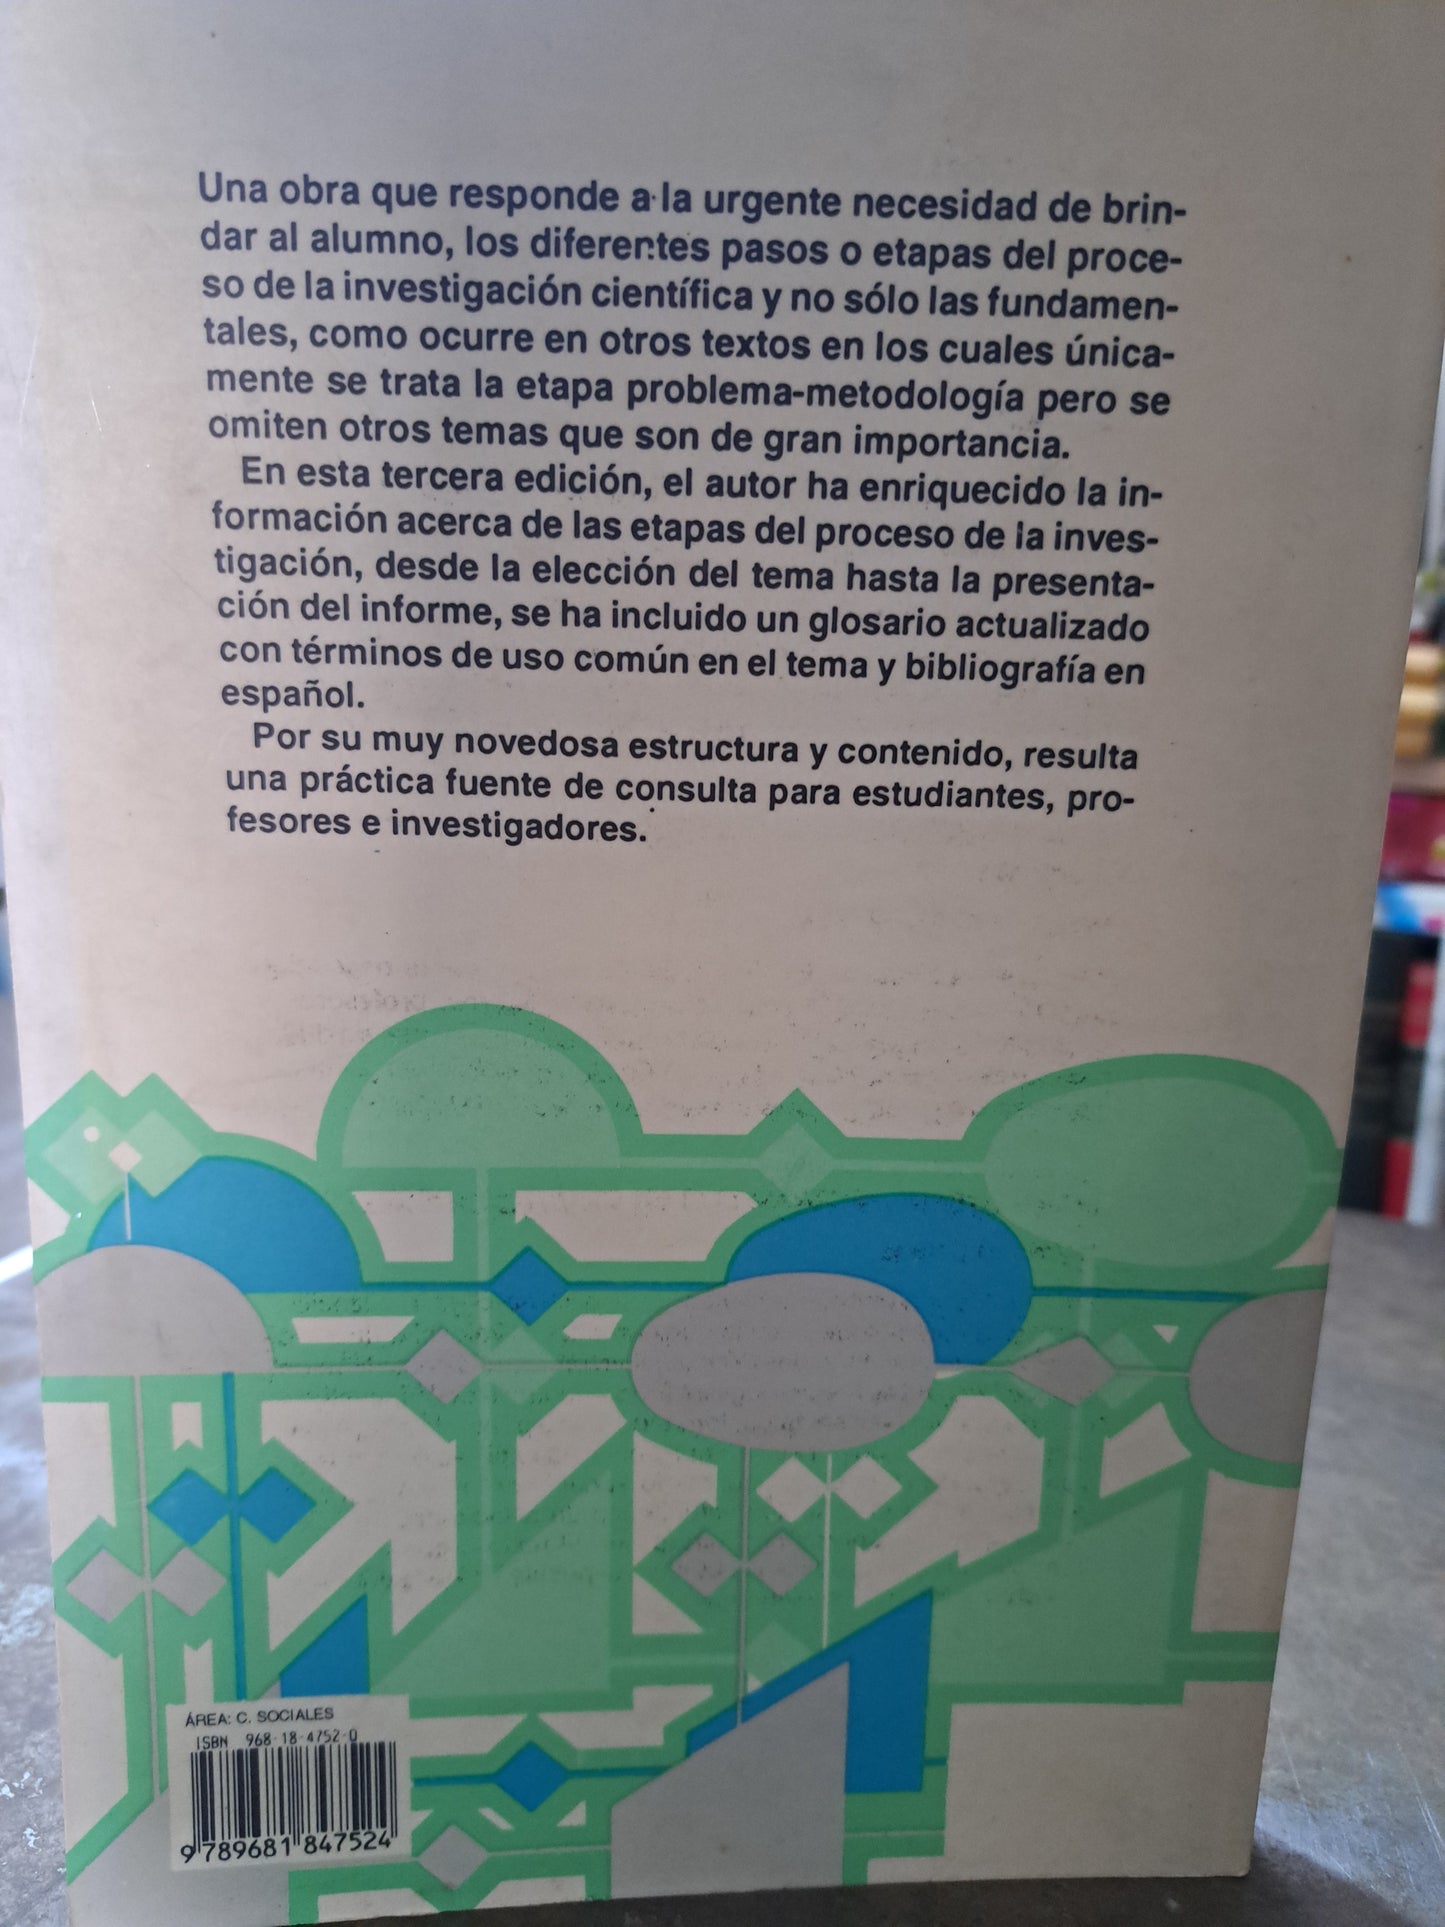 Una obra que responde a la urgente necesidad de brin-
dar al alumno, los diferentes pasos o etapas del proce-
so de la investigación científica y no sólo las fundamen-
tales, como ocurre en otros textos en los cuales única-
mente se trata la etapa problema-metodología pero se
omiten otros temas que son de gran importancia.
En esta tercera edición, el autor ha enriquecido la in-
formación acerca de las etapas del proceso de la inves-
tigación, desde la elección del tema hasta la presenta-
ción del informe, se ha incluido un glosario actualizado
con términos de uso común en el tema y bibliografía en
español.
Por su muy novedosa estructura y contenido, resulta
una práctica fuente de consulta para estudiantes, pro-
fesores e investigadores.
ÁREA: C. SOCIALES
ISBN 968-18-4752-0
9 789681 847524